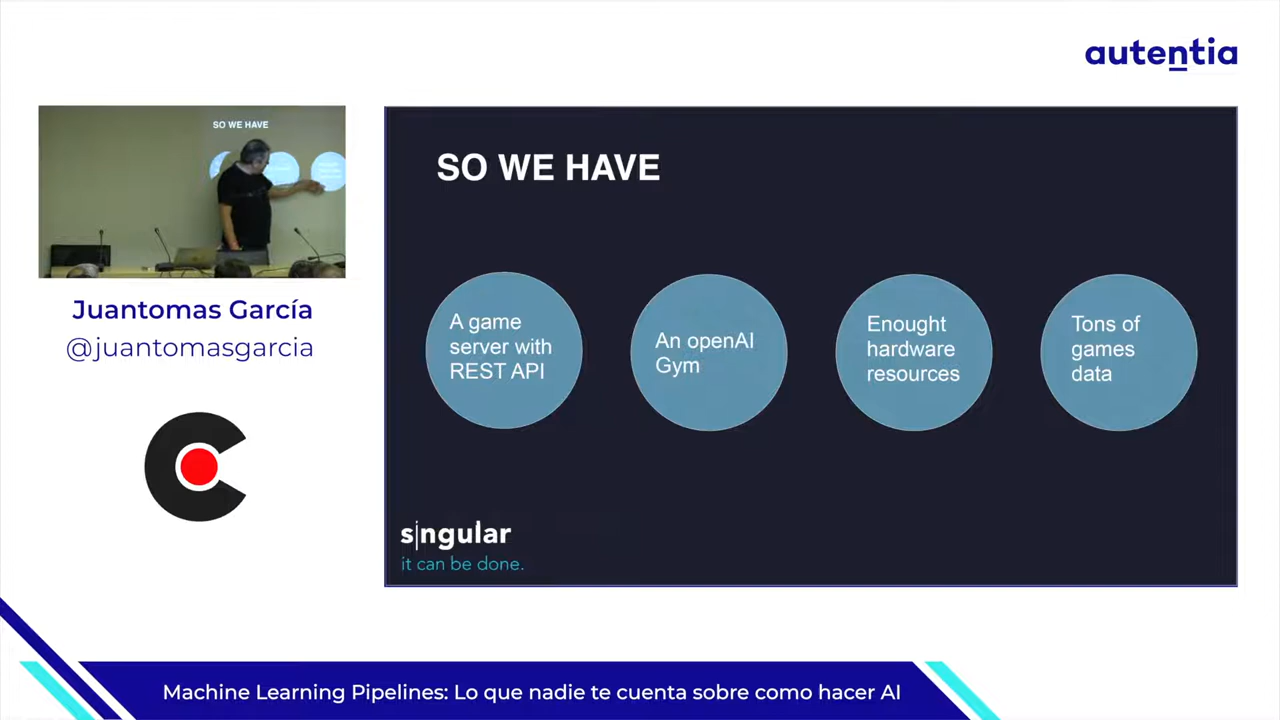 autentia
SO WE HAVE
Juantomas García
@juantomasgarcia
SO WE HAVE
A game
server with
REST API
An openAI
Gym
Enought
hardware
resources
Tons of
games
data
s|ngular
it can be done.
Machine Learning Pipelines: Lo que nadie te cuenta sobre como hacer AI